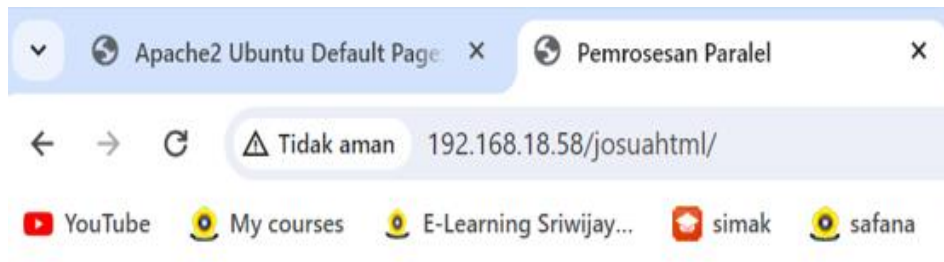 Apache2 Ubuntu Default Page: Pemrosesan Paralel
Tidak aman 192.168.18.58/josuahtml/
YouTube My courses E-Learning Sriwijay... simak safana